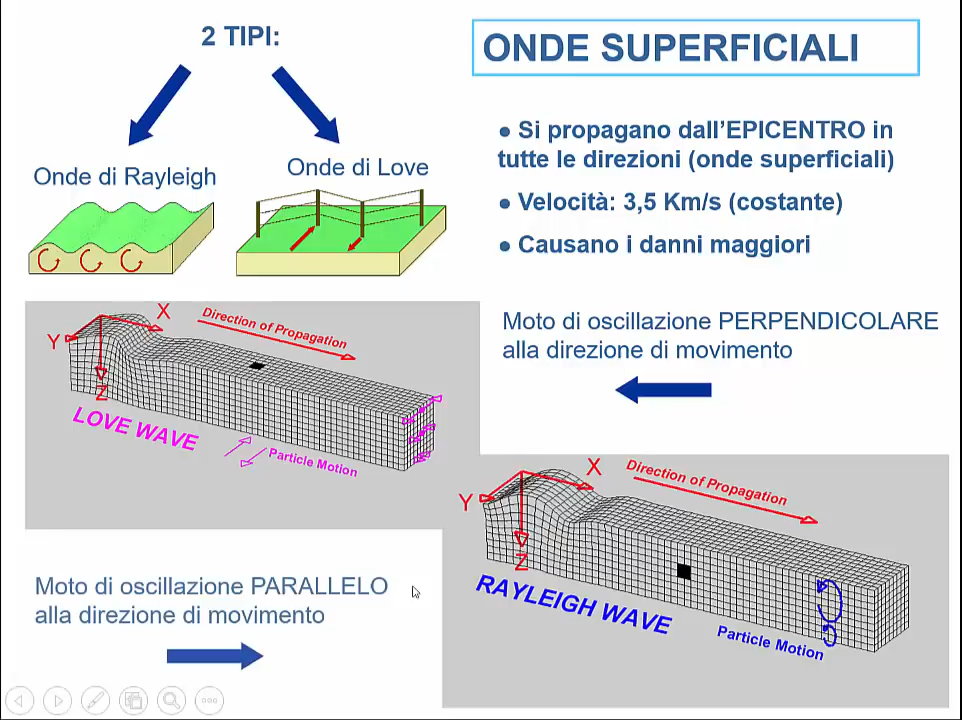 2 TIPI:
ONDE SUPERFICIALI
Onde di Rayleigh
Onde di Love
● Si propagano dall'EPICENTRO in
tutte le direzioni (onde superficiali)
● Velocità: 3,5 Km/s (costante)
● Causano i danni maggiori
X
Y
Z
Direction of Propagation
LOVE WAVE
Particle Motion
Moto di oscillazione PERPENDICOLARE
alla direzione di movimento
X
Y
Z
Direction of Propagation
RAYLEIGH WAVE
Particle Motion
Moto di oscillazione PARALLELO
alla direzione di movimento